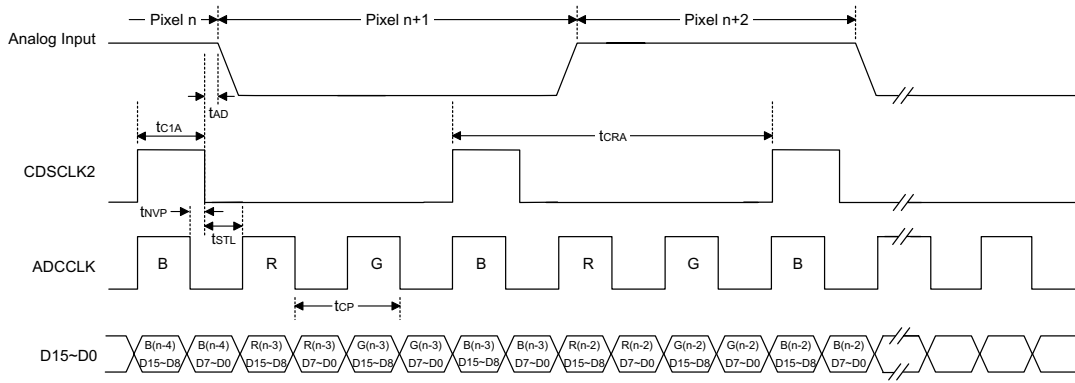 Pixel n
Pixel n+1
Pixel n+2
Analog Input
tAD
tC1A
tCRA
CDSCLK2
tNVP
tSTL
ADCCLK
B R G B R G B
tCP
D15~D0
B(n-4) B(n-4) R(n-3) R(n-3) G(n-3) G(n-3) B(n-3) B(n-3) R(n-2) R(n-2) G(n-2) G(n-2) B(n-2) B(n-2)
D15~D8 D7~D0 D15~D8 D7~D0 D15~D8 D7~D0 D15~D8 D7~D0 D15~D8 D7~D0 D15~D8 D7~D0 D15~D8 D7~D0